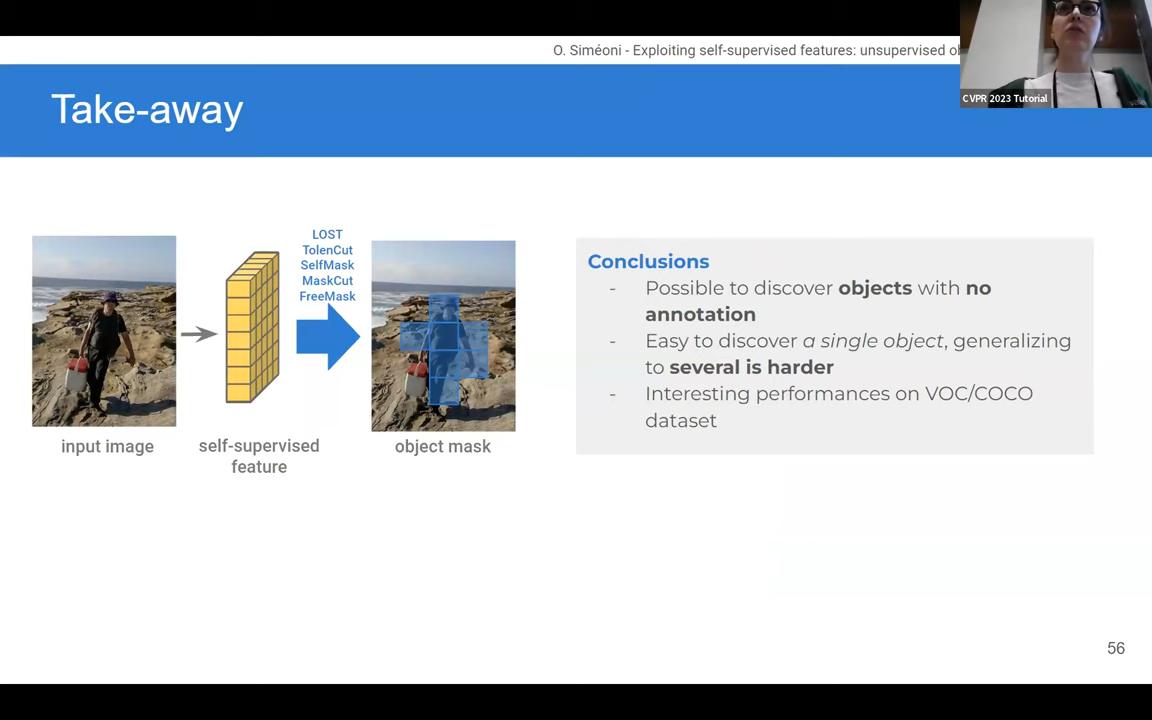 O. Siméoni - Exploiting self-supervised features: unsupervised
CVPR 2023 Tutorial
Take-away
LOST
TolenCut
SelfMask
MaskCut
FreeMask
input image
self-supervised
feature
object mask
Conclusions
- Possible to discover objects with no
annotation
- Easy to discover a single object, generalizing
to several is harder
- Interesting performances on VOC/COCO
dataset
56